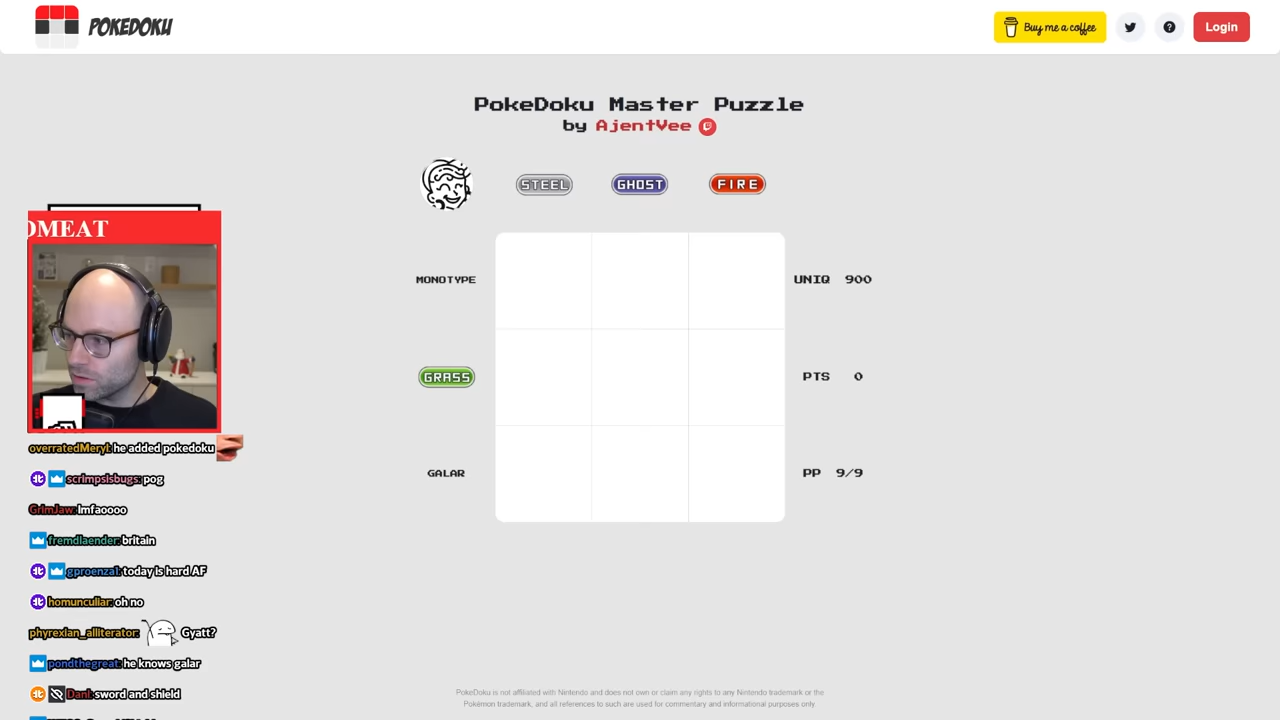 POKEDOKU
Buy me a coffee
Login
PokeDoku Master Puzzle
by AjentVee
STEEL
GHOST
FIRE
MONOTYPE
UNIQ 900
GRASS
PTS 0
GALAR
PP 9/9
OMEAT
overratedMeryl: he added pokedoku
scrimpsisbugs: pog
GrimJaw: lmfaoooo
fremdlaender: britain
gproenza1: today is hard AF
homunculiar: oh no
phyrexian_alliterator: Gyatt?
pondthegreat: he knows galar
Dani: sword and shield
PokeDoku is not affiliated with Nintendo and does not own or claim any rights to any Nintendo trademark or the
Pokémon trademark, and all references to such are used for commentary and informational purposes only.